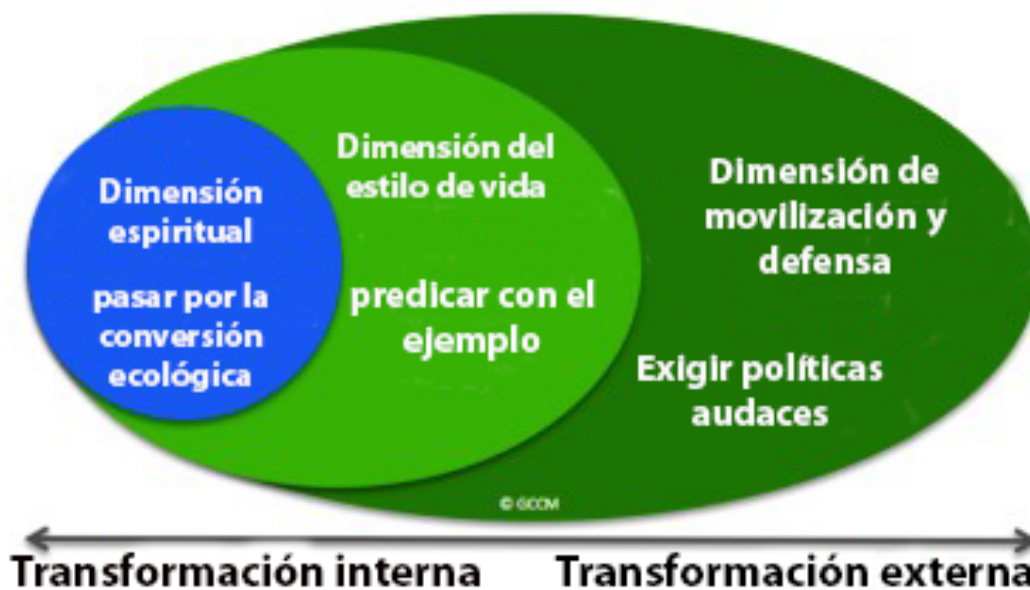 Dimensión
espiritual
pasar por la
conversión
ecológica
Dimensión del
estilo de vida
predicar con el
ejemplo
Dimensión de
movilización y
defensa
Exigir políticas
audaces
© GCCM
Transformación interna
Transformación externa